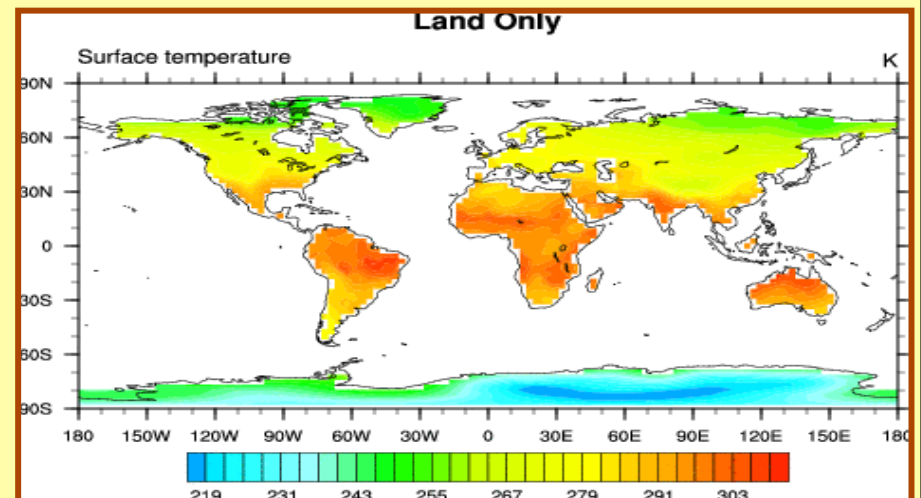 Land Only
Surface temperature K
90N
60N
30N
0
30S
60S
90S
180 150W 120W 90W 60W 30W 0 30E 60E 90E 120E 150E 180
219 231 243 255 267 279 291 303